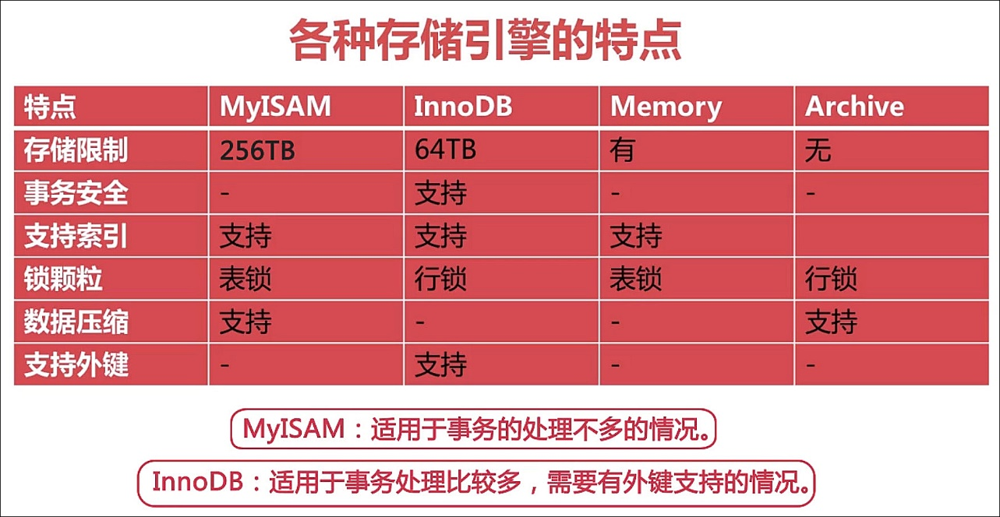 各种存储引擎的特点
特点 MyISAM InnoDB Memory Archive
存储限制 256TB 64TB 有 无
事务安全 - 支持 - -
支持索引 支持 支持 支持
锁颗粒 表锁 行锁 表锁 行锁
数据压缩 支持 - - 支持
支持外键 - 支持 - -
MyISAM：适用于事务的处理不多的情况。
InnoDB：适用于事务处理比较多，需要有外键支持的情况。